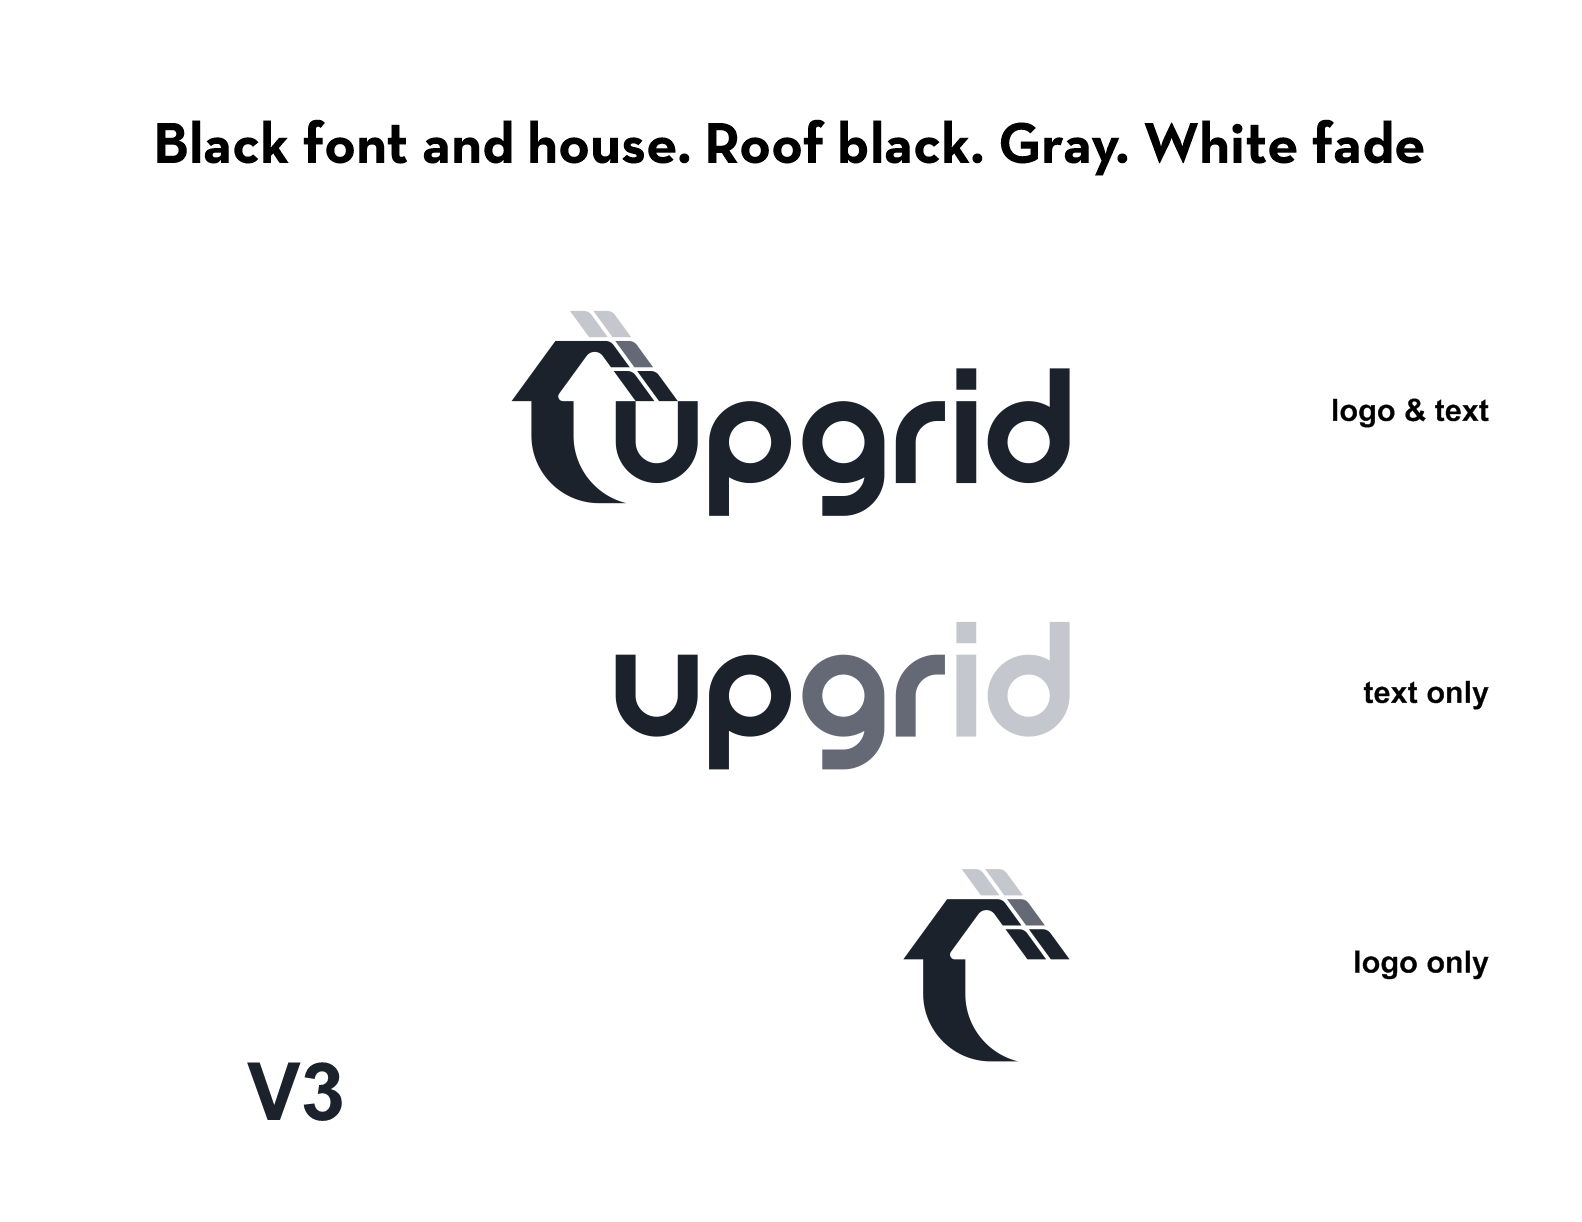 Black font and house. Roof black. Gray. White fade
upgrid
logo & text
upgrid
text only
logo only
V3